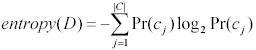 entropy(D) = −∑_{j=1}^{|C|} Pr(c_j) log_2 Pr(c_j)